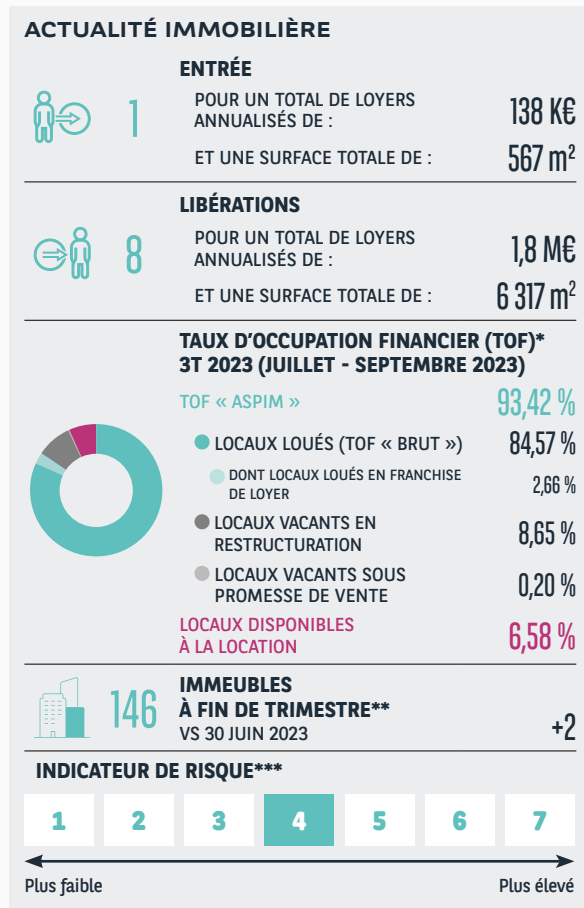 ACTUALITÉ IMMOBILIÈRE
ENTRÉE
1
POUR UN TOTAL DE LOYERS
ANNUALISÉS DE :
138 K€
ET UNE SURFACE TOTALE DE :
567 m²
LIBÉRATIONS
8
POUR UN TOTAL DE LOYERS
ANNUALISÉS DE :
1,8 M€
ET UNE SURFACE TOTALE DE :
6 317 m²
TAUX D’OCCUPATION FINANCIER (TOF)*
3T 2023 (JUILLET - SEPTEMBRE 2023)
TOF « ASPIM »
93,42 %
LOCAUX LOUÉS (TOF « BRUT »)
84,57 %
DONT LOCAUX LOUÉS EN FRANCHISE
DE LOYER
2,66 %
LOCAUX VACANTS EN
RESTRUCTURATION
8,65 %
LOCAUX VACANTS SOUS
PROMESSE DE VENTE
0,20 %
LOCAUX DISPONIBLES
À LA LOCATION
6,58 %
146
IMMEUBLES
À FIN DE TRIMESTRE**
VS 30 JUIN 2023
+2
INDICATEUR DE RISQUE***
1 2 3 4 5 6 7
Plus faible
Plus élevé